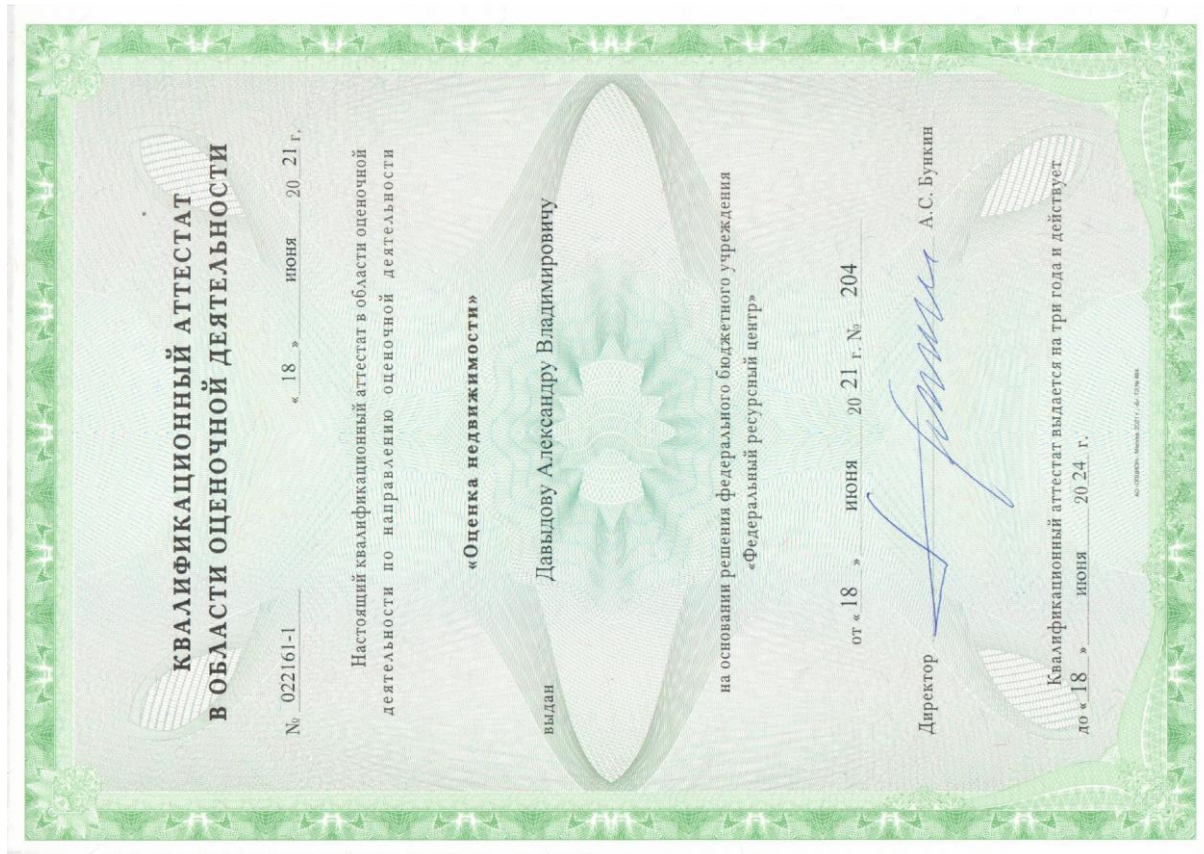 КВАЛИФИКАЦИОННЫЙ АТТЕСТАТ
В ОБЛАСТИ ОЦЕНОЧНОЙ ДЕЯТЕЛЬНОСТИ
№ 022161-1 « 18 » июня 20 21 г.
Настоящий квалификационный аттестат в области оценочной
деятельности по направлению оценочной деятельности
«Оценка недвижимости»
выдан Давыдову Александру Владимировичу
на основании решения федерального бюджетного учреждения
«Федеральный ресурсный центр»
от « 18 » июня 20 21 г. № 204
Директор А.С. Бункин
Квалификационный аттестат выдается на три года и действует
до « 18 » июня 20 24 г.